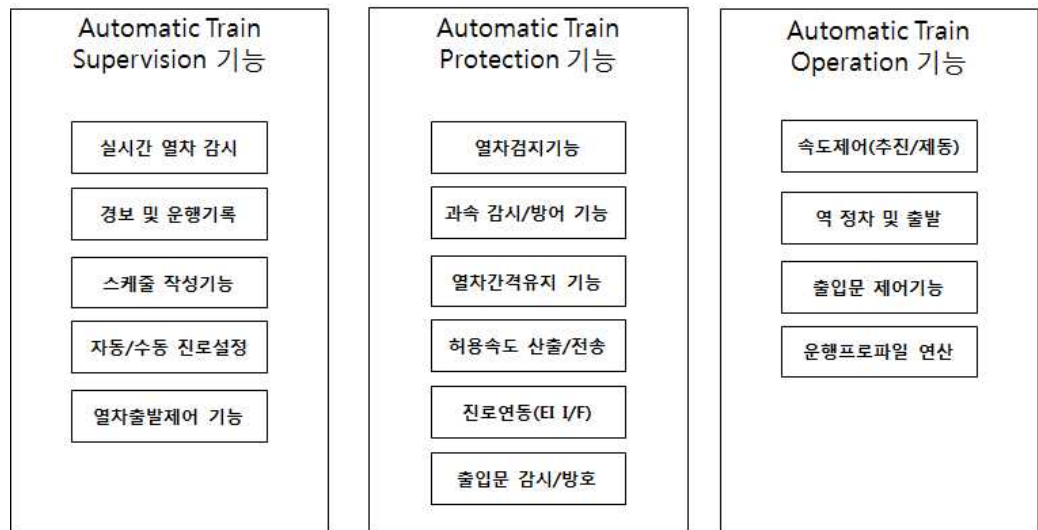 Automatic Train
Supervision 기능
실시간 열차 감시
경보 및 운행기록
스케줄 작성기능
자동/수동 진로설정
열차출발제어 기능
Automatic Train
Protection 기능
열차검지기능
과속 감시/방어 기능
열차간격유지 기능
허용속도 산출/전송
진로연동(EI I/F)
출입문 감시/방호
Automatic Train
Operation 기능
속도제어(추진/제동)
역 정차 및 출발
출입문 제어기능
운행프로파일 연산